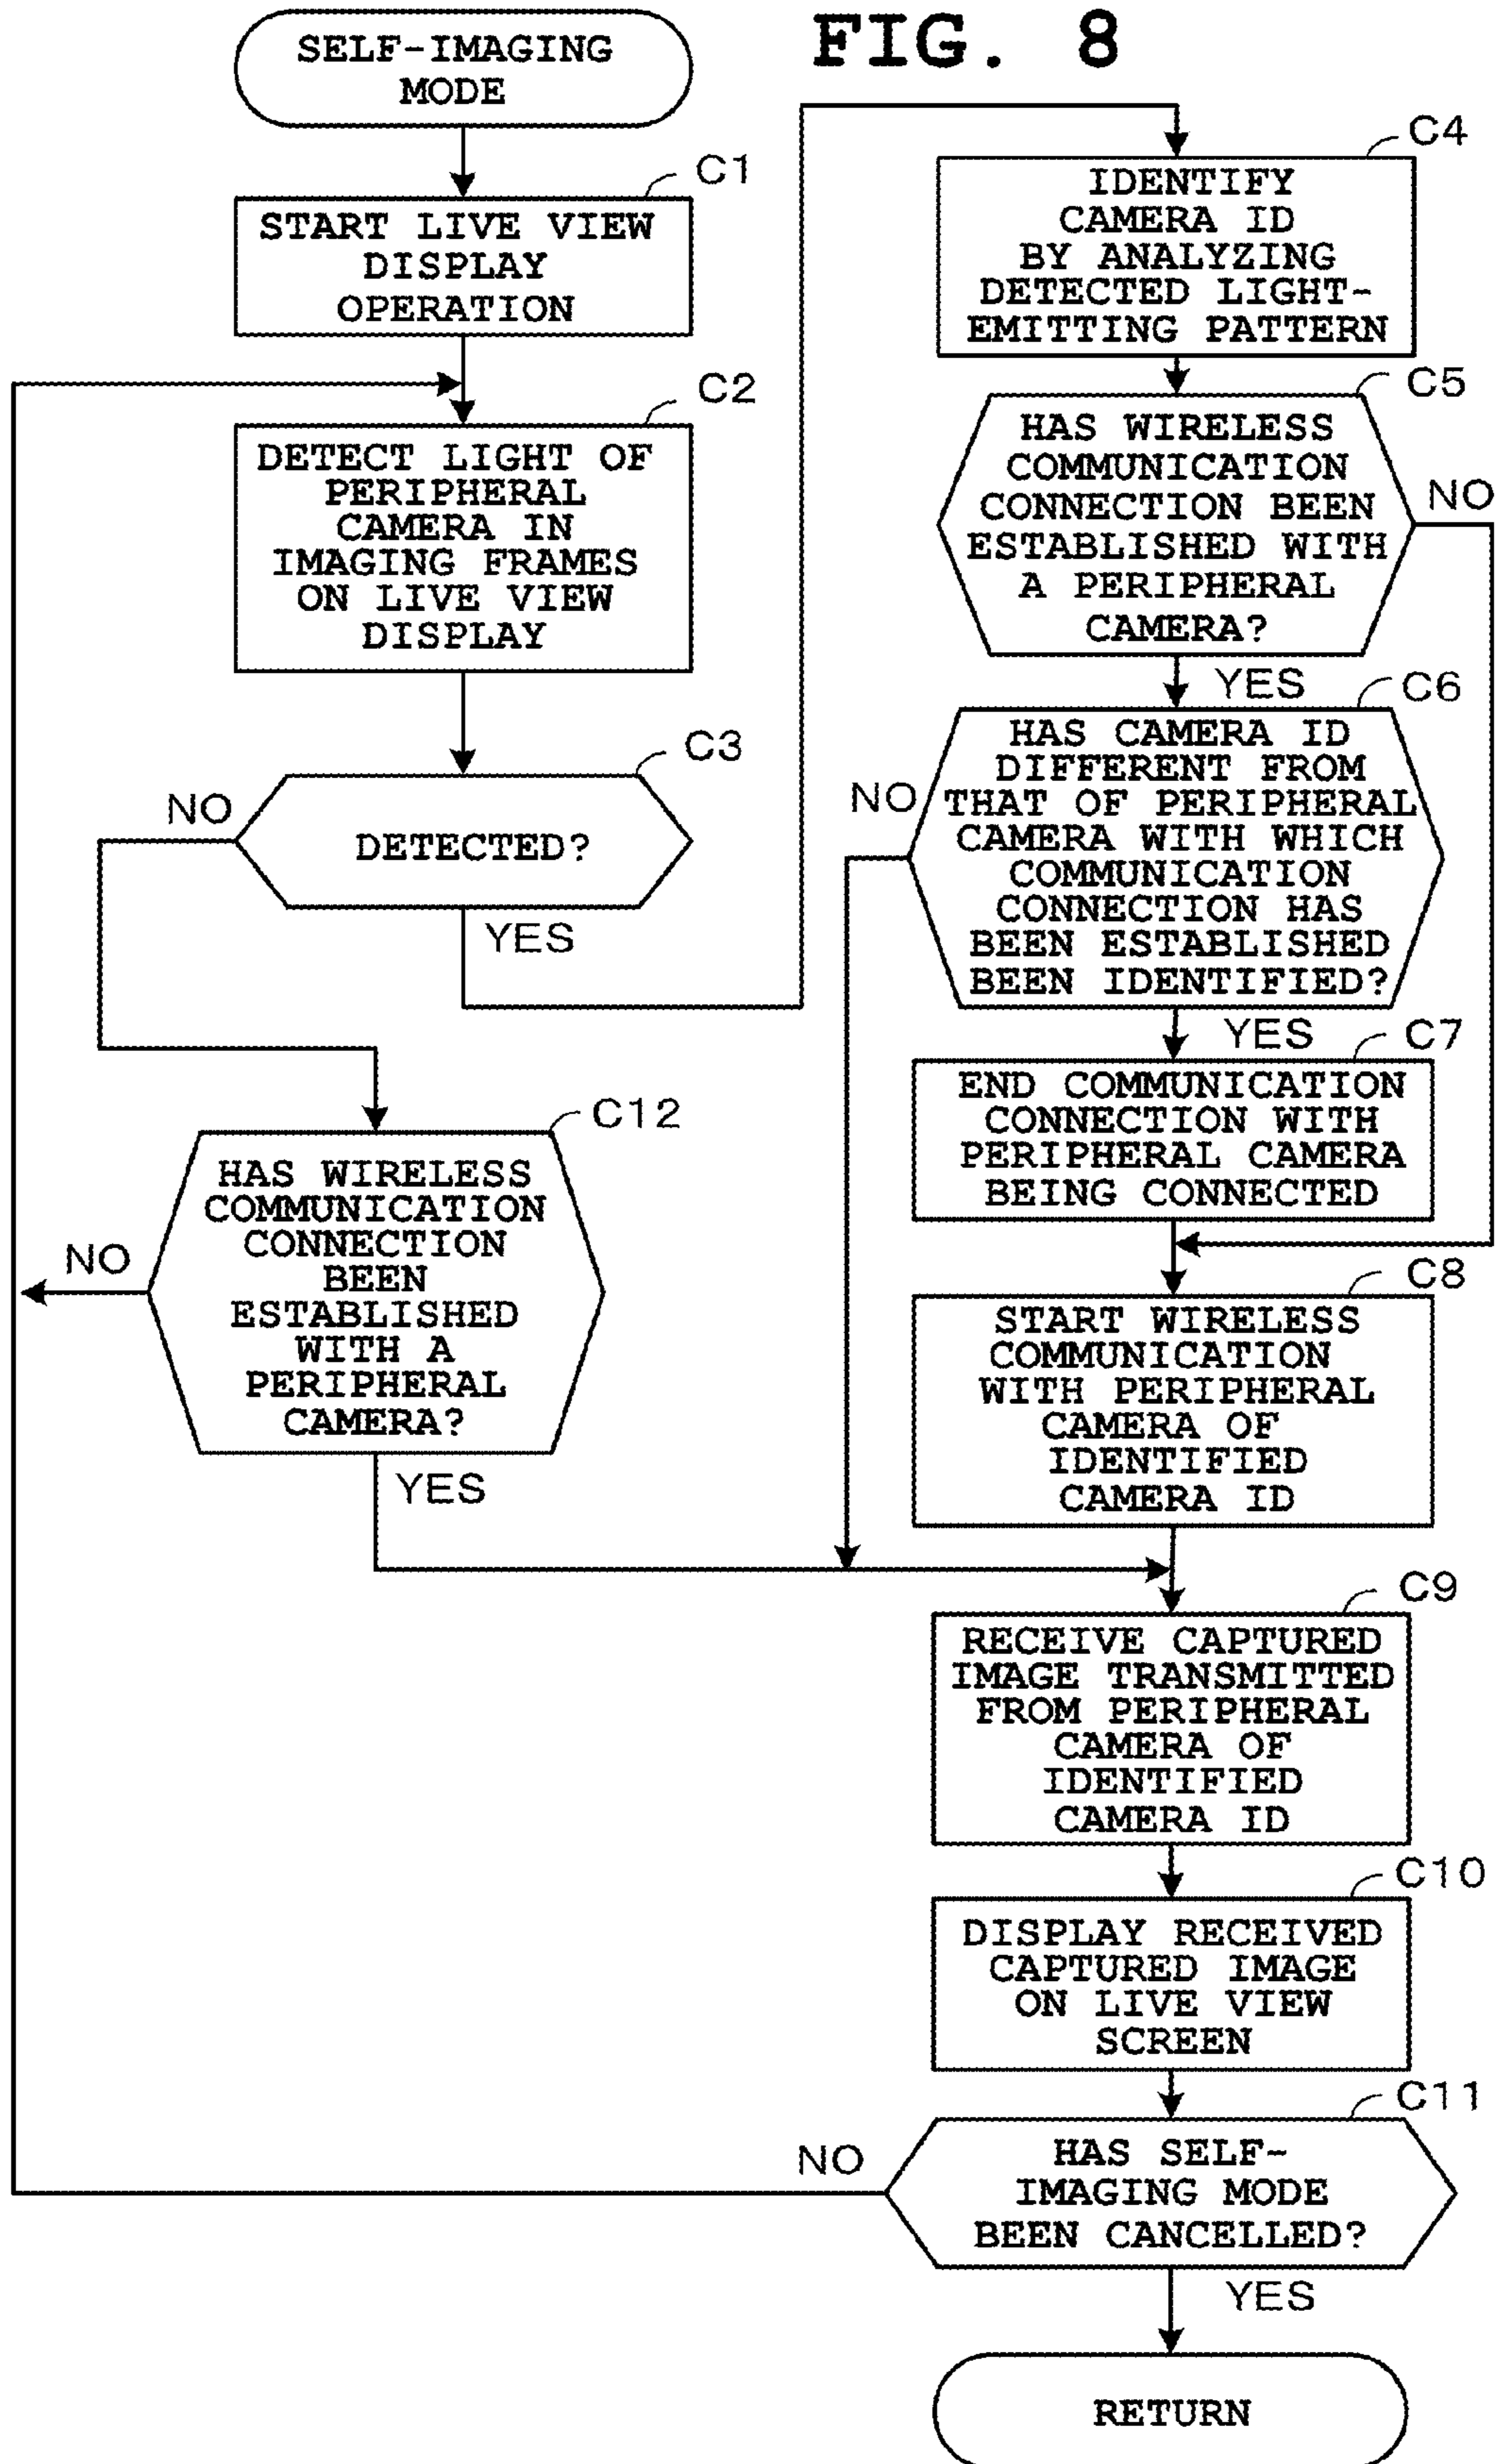 FIG. 8
SELF-IMAGING
MODE
C1
START LIVE VIEW
DISPLAY
OPERATION
C2
DETECT LIGHT OF
PERIPHERAL
CAMERA IN
IMAGING FRAMES
ON LIVE VIEW
DISPLAY
C3
NO
DETECTED?
YES
C12
HAS WIRELESS
COMMUNICATION
CONNECTION
BEEN
ESTABLISHED
WITH A
PERIPHERAL
CAMERA?
NO
YES
C4
IDENTIFY
CAMERA ID
BY ANALYZING
DETECTED LIGHT-
EMITTING PATTERN
C5
HAS WIRELESS
COMMUNICATION
CONNECTION BEEN
ESTABLISHED WITH
A PERIPHERAL
CAMERA?
NO
YES
C6
HAS CAMERA ID
DIFFERENT FROM
THAT OF PERIPHERAL
CAMERA WITH WHICH
COMMUNICATION
CONNECTION HAS
BEEN ESTABLISHED
BEEN IDENTIFIED?
NO
YES
C7
END COMMUNICATION
CONNECTION WITH
PERIPHERAL CAMERA
BEING CONNECTED
C8
START WIRELESS
COMMUNICATION
WITH PERIPHERAL
CAMERA OF
IDENTIFIED
CAMERA ID
C9
RECEIVE CAPTURED
IMAGE TRANSMITTED
FROM PERIPHERAL
CAMERA OF
IDENTIFIED
CAMERA ID
C10
DISPLAY RECEIVED
CAPTURED IMAGE
ON LIVE VIEW
SCREEN
C11
HAS SELF-
IMAGING MODE
BEEN CANCELLED?
NO
YES
RETURN